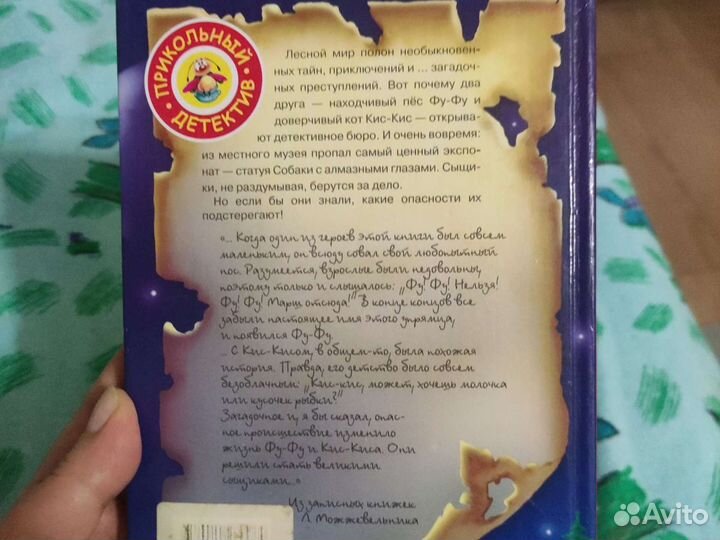 ПРИКОЛЬНЫЙ
ДЕТЕКТИВ
Лесной мир полон необыкновен-
ных тайн, приключений и ... загадоч-
ных преступлений. Вот почему два
друга — находчивый пёс Фу-Фу и
доверчивый кот Кис-Кис — открыва-
ют детективное бюро. И очень вовремя:
из местного музея пропал самый ценный экспо-
нат — статуя Собаки с алмазными глазами. Сыщи-
ки, не раздумывая, берутся за дело.
Но если бы они знали, какие опасности их
подстерегают!
«... Когда один из героев этой книги был совсем
маленьким, он всюду совал свой любопытный
нос. Разумеется, взрослые были недовольны,
поэтому только и слышалось: „Фу! Фу! Нельзя!
Фу! Фу! Марш отсюда!" В конце концов все
забыли настоящее имя этого упрямца,
и появился Фу-Фу.
... С Кис-Кисом, в общем-то, была похожая
история. Правда, его детство было совсем
безоблачным: „Кис-кис, может, хочешь молочка
или кусочек рыбки?"
Загадочное и, я бы сказал, опас-
ное происшествие изменило
жизнь Фу-Фу и Кис-Киса. Они
решили стать великими
сыщиками...»
Из записных книжек
Л. Можжевельника
Avito